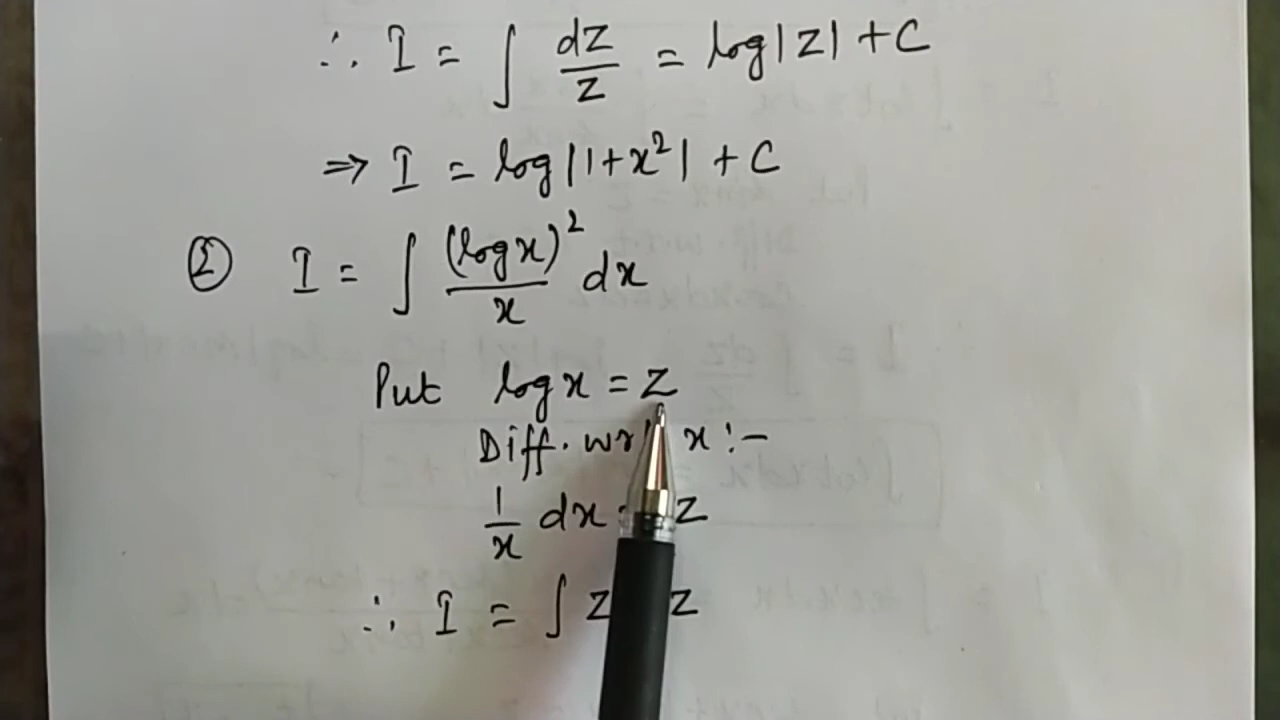 ∴ I = ∫ dz/z = log|z| + C
⇒ I = log|1+x²| + C
② I = ∫ (log x)²/x dx
Put log x = z
Diff. x :-
1/x dx z
∴ I = ∫ z z